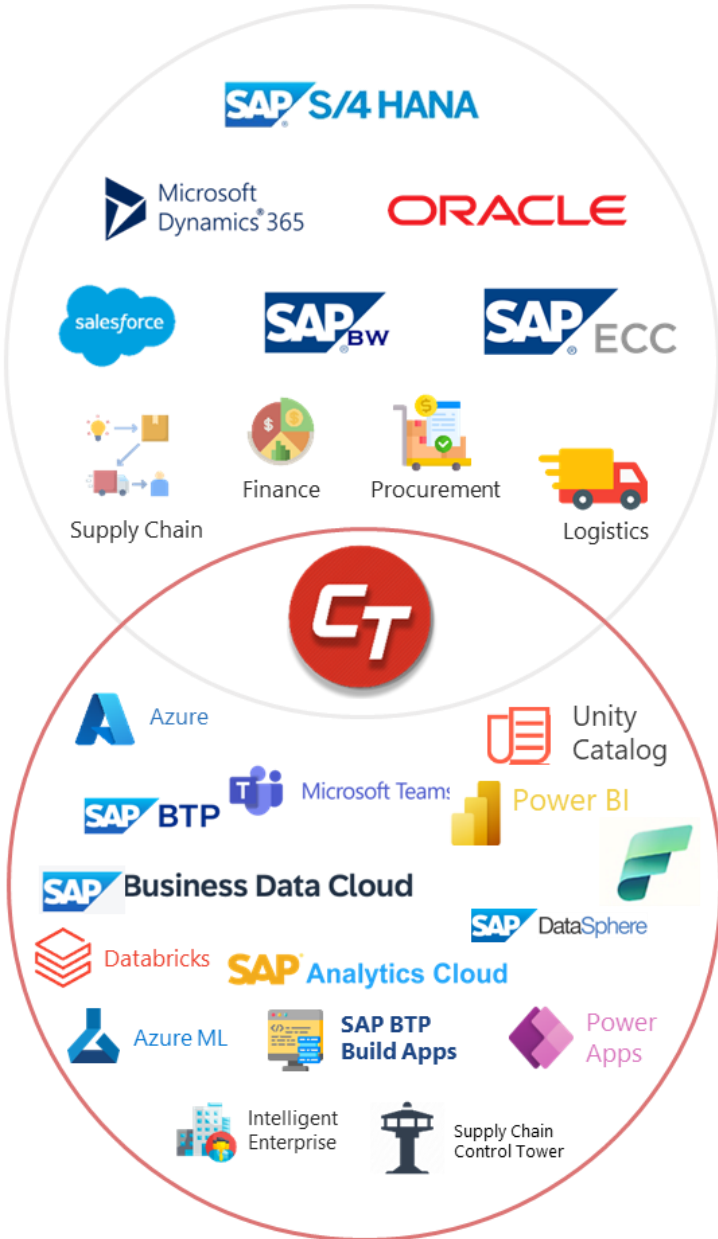 SAP S/4 HANA
Microsoft
Dynamics® 365
ORACLE
salesforce
SAP® BW
SAP® ECC
Supply Chain
Finance
Procurement
Logistics
CT
Azure
Unity
Catalog
Microsoft Teams
T
SAP BTP
Power BI
SAP Business Data Cloud
SAP DataSphere
Databricks
SAP Analytics Cloud
Azure ML
SAP BTP
Build Apps
Power
Apps
Intelligent
Enterprise
Supply Chain
Control Tower